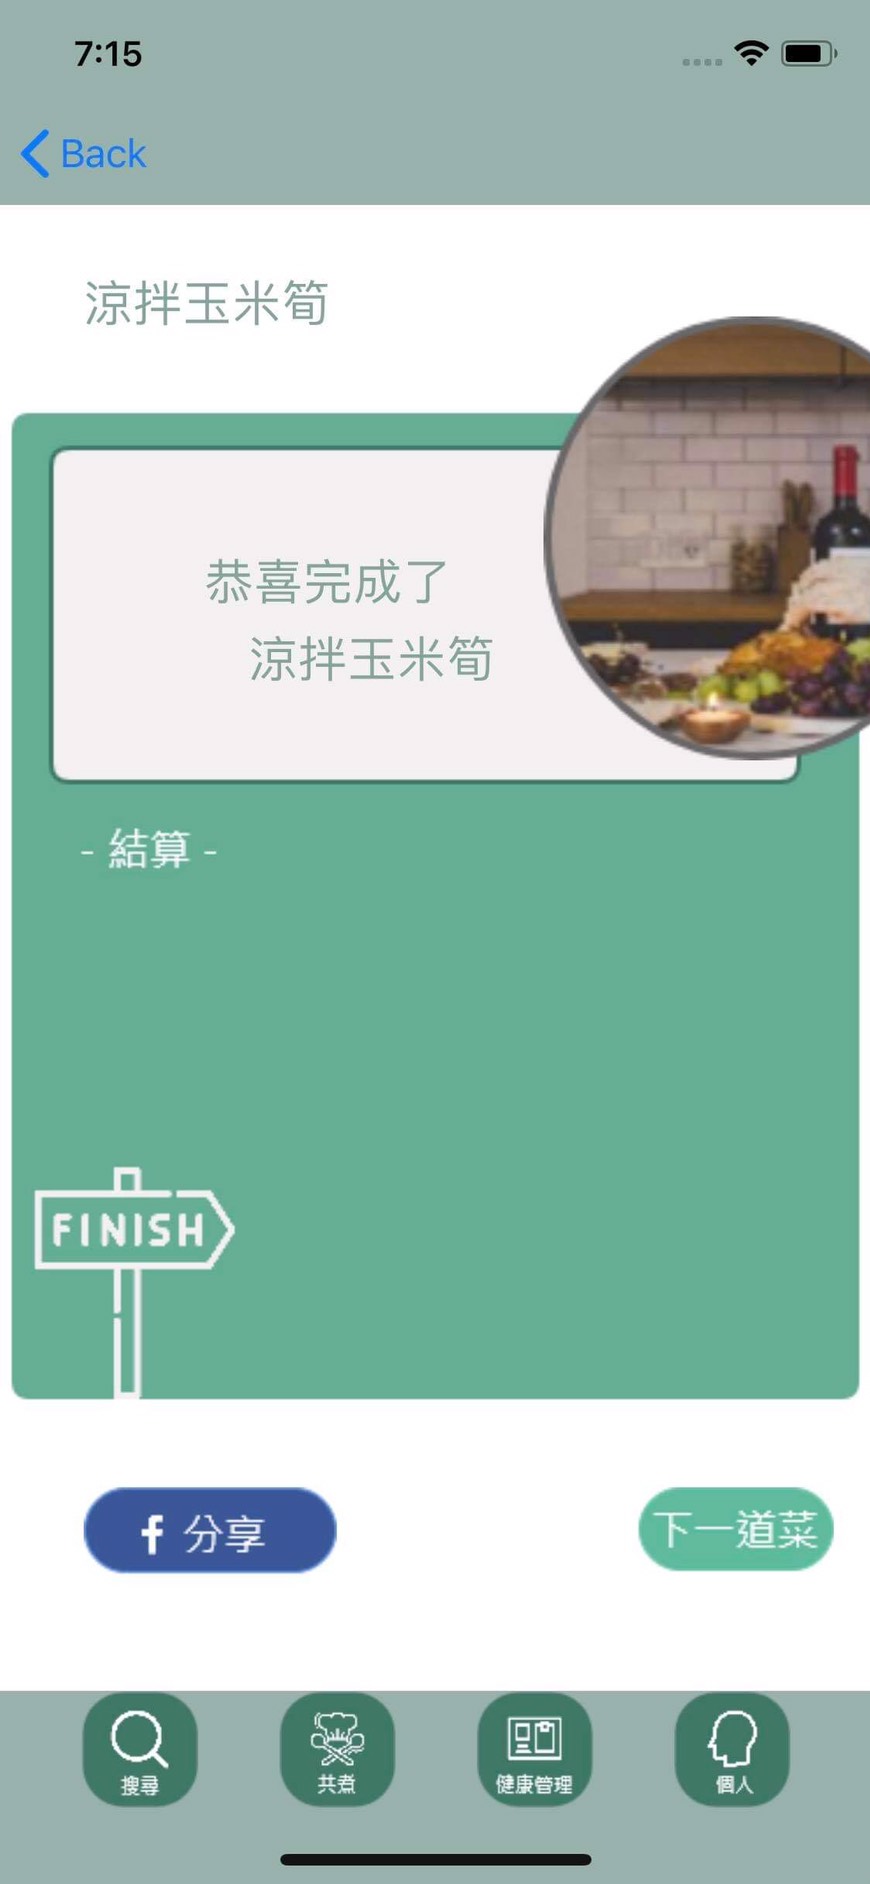 7:15
Back
涼拌玉米筍
恭喜完成了
涼拌玉米筍
- 結算 -
FINISH
f 分享
下一道菜
搜尋
共煮
健康管理
個人